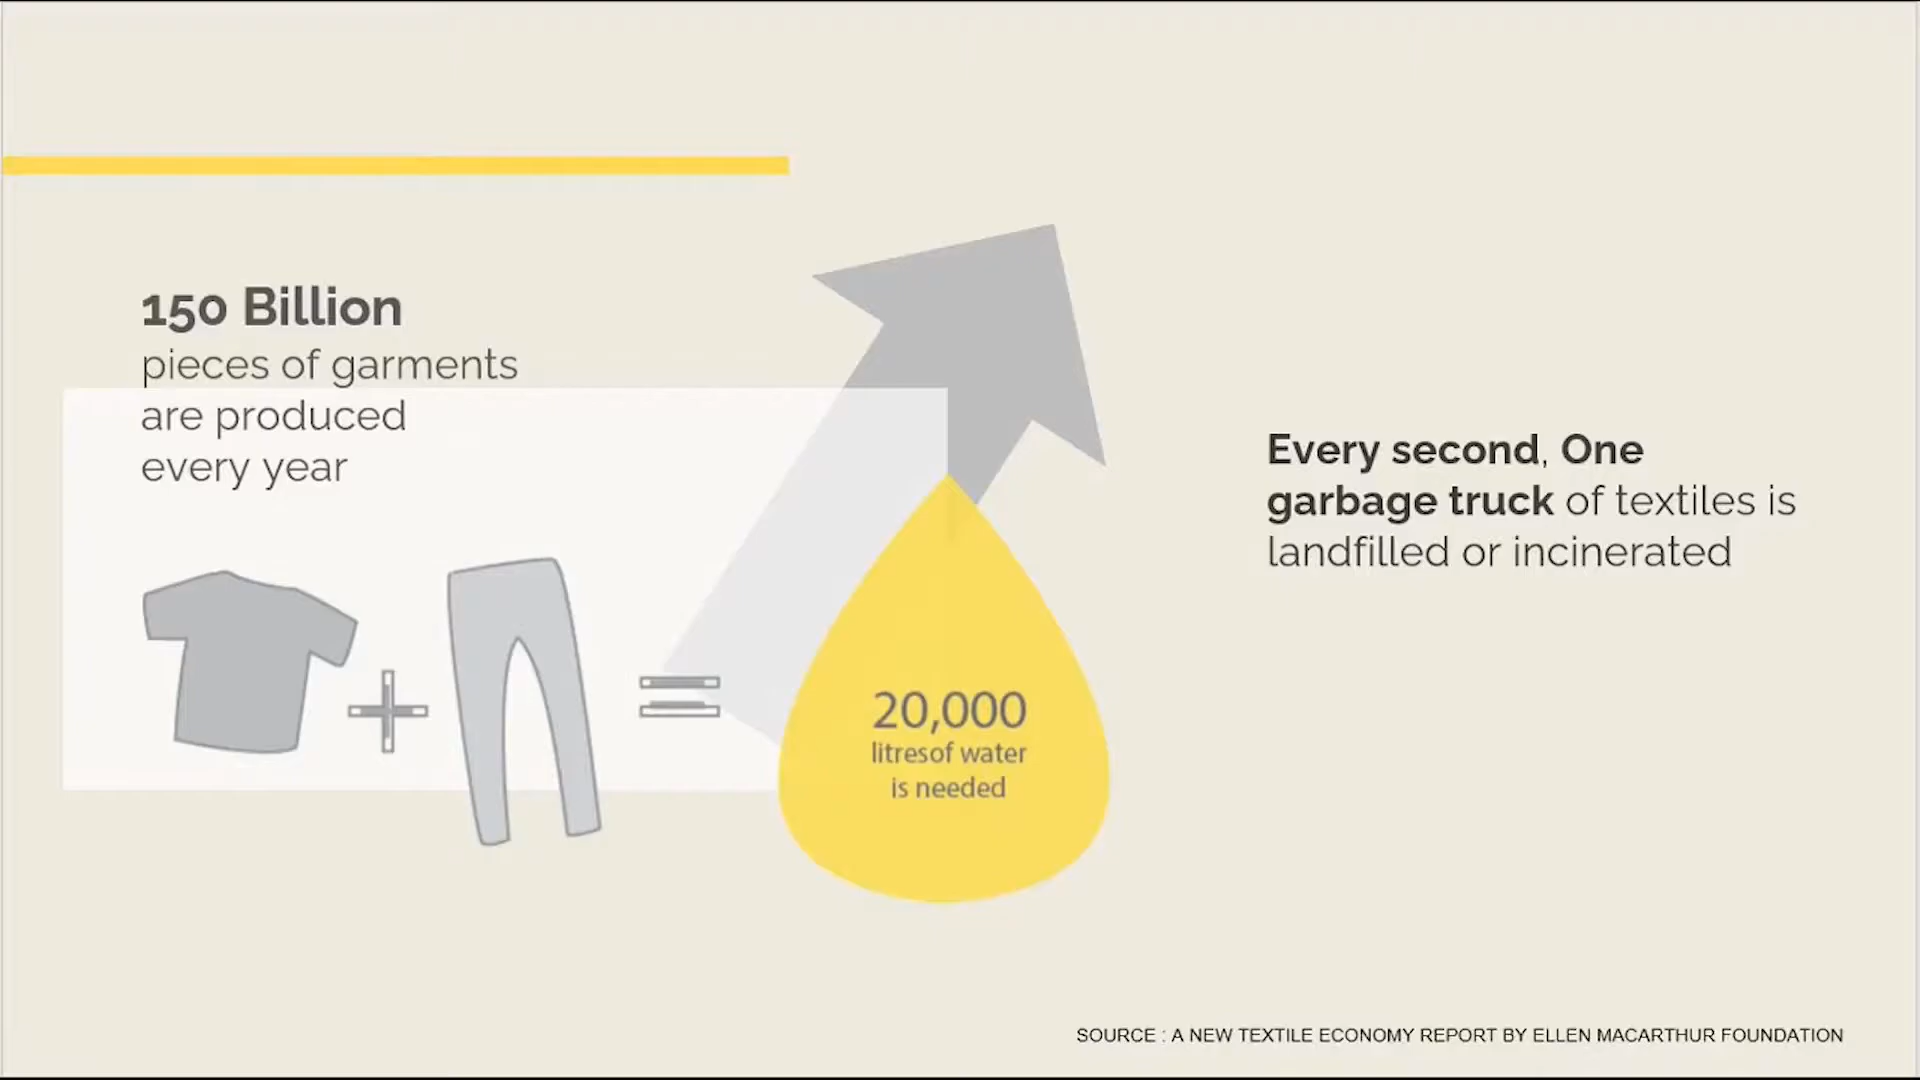 150 Billion
pieces of garments
are produced
every year
20,000
litresof water
is needed
Every second, One
garbage truck of textiles is
landfilled or incinerated
SOURCE : A NEW TEXTILE ECONOMY REPORT BY ELLEN MACARTHUR FOUNDATION